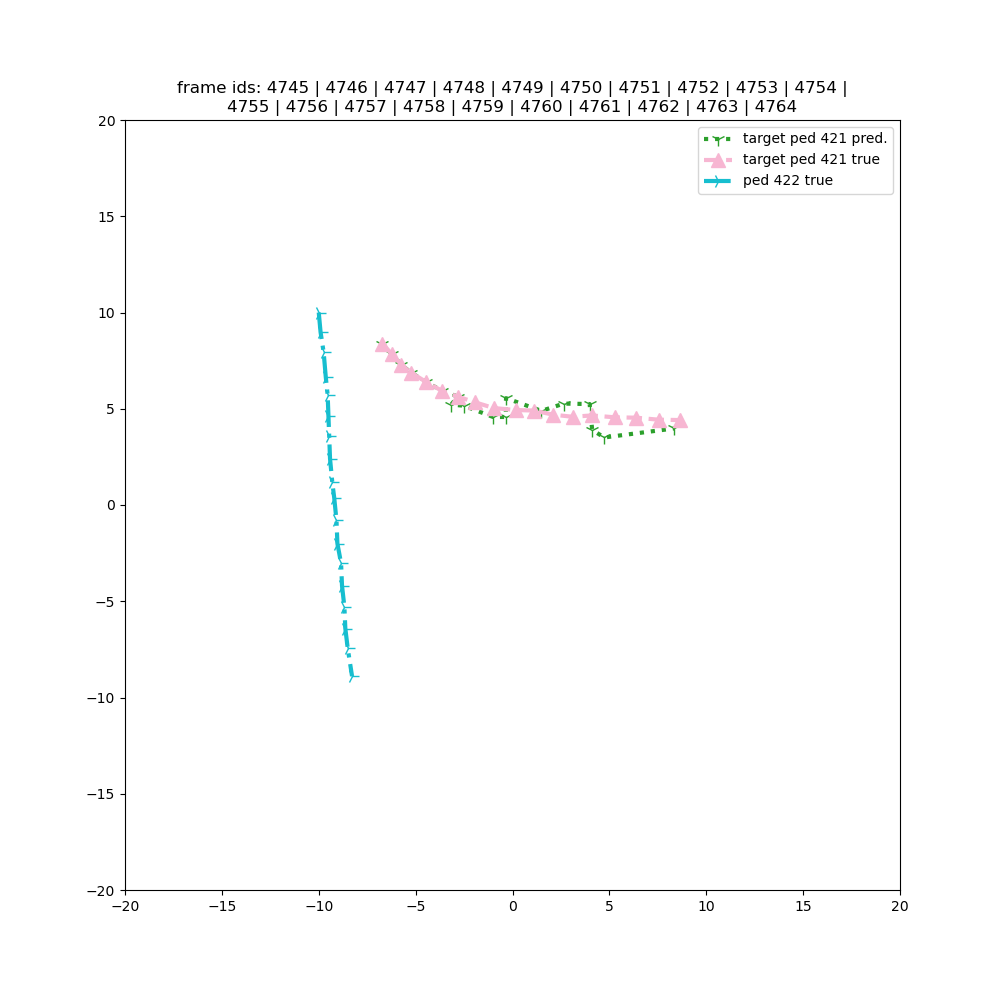 frame ids: 4745 | 4746 | 4747 | 4748 | 4749 | 4750 | 4751 | 4752 | 4753 | 4754 |
4755 | 4756 | 4757 | 4758 | 4759 | 4760 | 4761 | 4762 | 4763 | 4764
target ped 421 pred.
target ped 421 true
ped 422 true
20
15
10
5
0
−5
−10
−15
−20
−20 −15 −10 −5 0 5 10 15 20